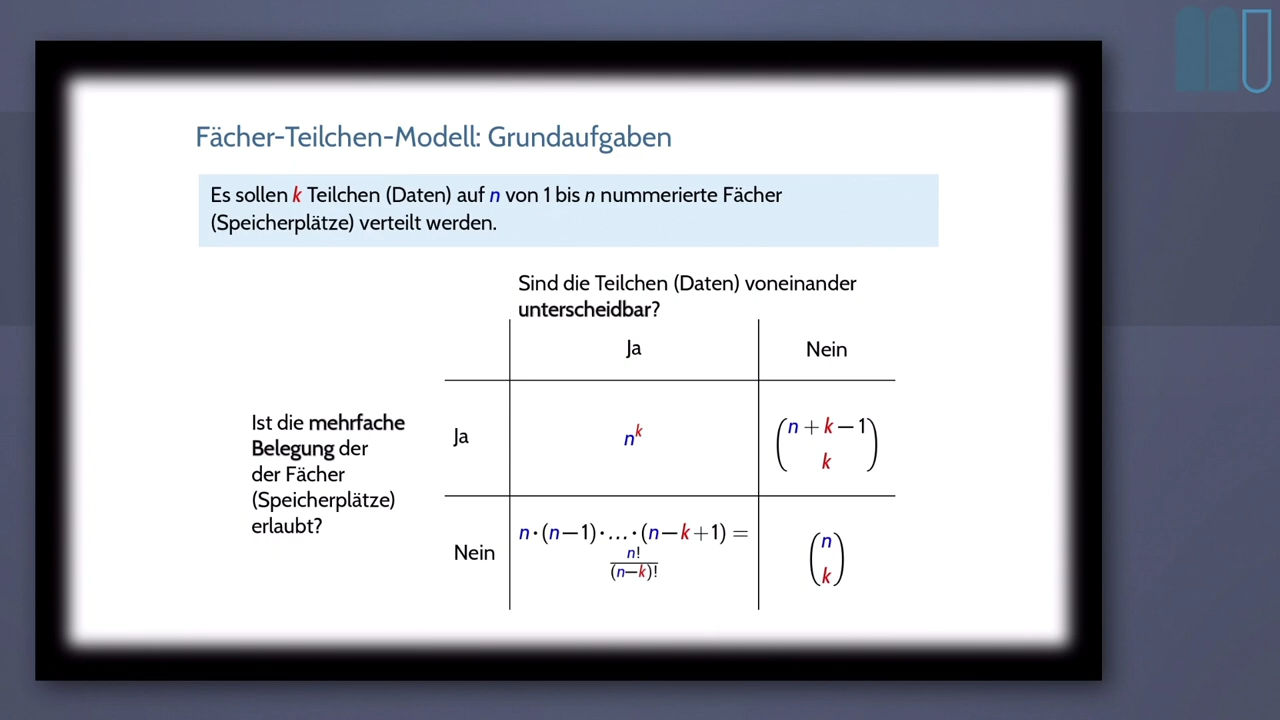 Fächer-Teilchen-Modell: Grundaufgaben
Es sollen k Teilchen (Daten) auf n von 1 bis n nummerierte Fächer
(Speicherplätze) verteilt werden.
Sind die Teilchen (Daten) voneinander
unterscheidbar?
Ja
Nein
Ist die mehrfache
Belegung der
der Fächer
(Speicherplätze)
erlaubt?
Ja
n^k
(n + k − 1
k)
Nein
n · (n−1) · … · (n−k+1) =
n!
(n−k)!
(n
k)